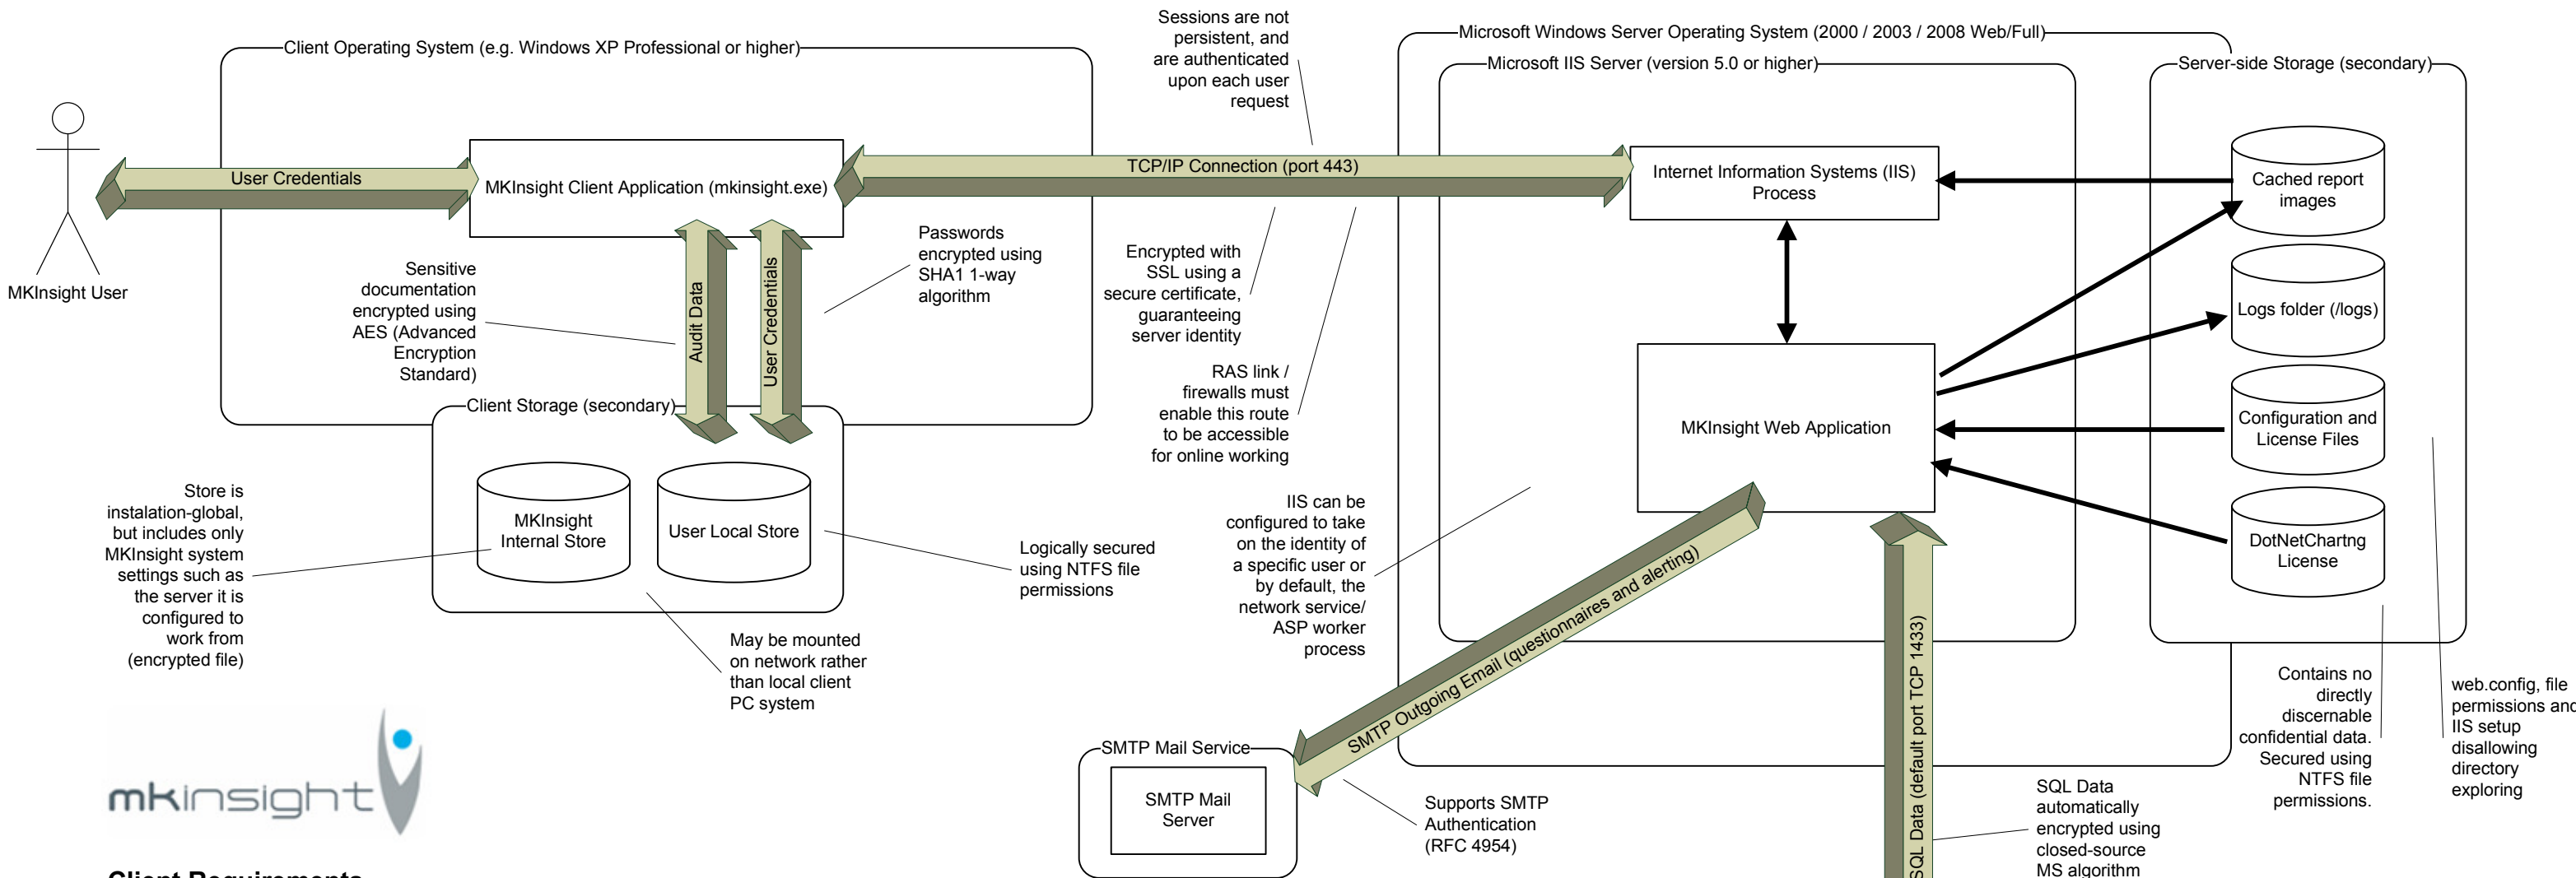 Sessions are not
persistent, and
are authenticated
upon each user
request
Client Operating System (e.g. Windows XP Professional or higher)
Microsoft Windows Server Operating System (2000 / 2003 / 2008 Web/Full)
Microsoft IIS Server (version 5.0 or higher)
Server-side Storage (secondary)
MKInsight User
User Credentials
MKInsight Client Application (mkinsight.exe)
TCP/IP Connection (port 443)
Internet Information Systems (IIS)
Process
Cached report
images
Logs folder (/logs)
Configuration and
License Files
DotNetChartng
License
Sensitive
documentation
encrypted using
AES (Advanced
Encryption
Standard)
Audit Data
User Credentials
Passwords
encrypted using
SHA1 1-way
algorithm
Encrypted with
SSL using a
secure certificate,
guaranteeing
server identity
RAS link /
firewalls must
enable this route
to be accessible
for online working
MKInsight Web Application
Client Storage (secondary)
MKInsight
Internal Store
User Local Store
Store is
instalation-global,
but includes only
MKInsight system
settings such as
the server it is
configured to
work from
(encrypted file)
Logically secured
using NTFS file
permissions
May be mounted
on network rather
than local client
PC system
IIS can be
configured to take
on the identity of
a specific user or
by default, the
network service/
ASP worker
process
SMTP Outgoing Email (questionnaires and alerting)
SQL Data (default port TCP 1433)
Contains no
directly
discernable
confidential data.
Secured using
NTFS file
permissions.
web.config, file
permissions and
IIS setup
disallowing
directory
exploring
mkinsight
SMTP Mail Service
SMTP Mail
Server
Supports SMTP
Authentication
(RFC 4954)
SQL Data
automatically
encrypted using
closed-source
MS algorithm
Client Requirements